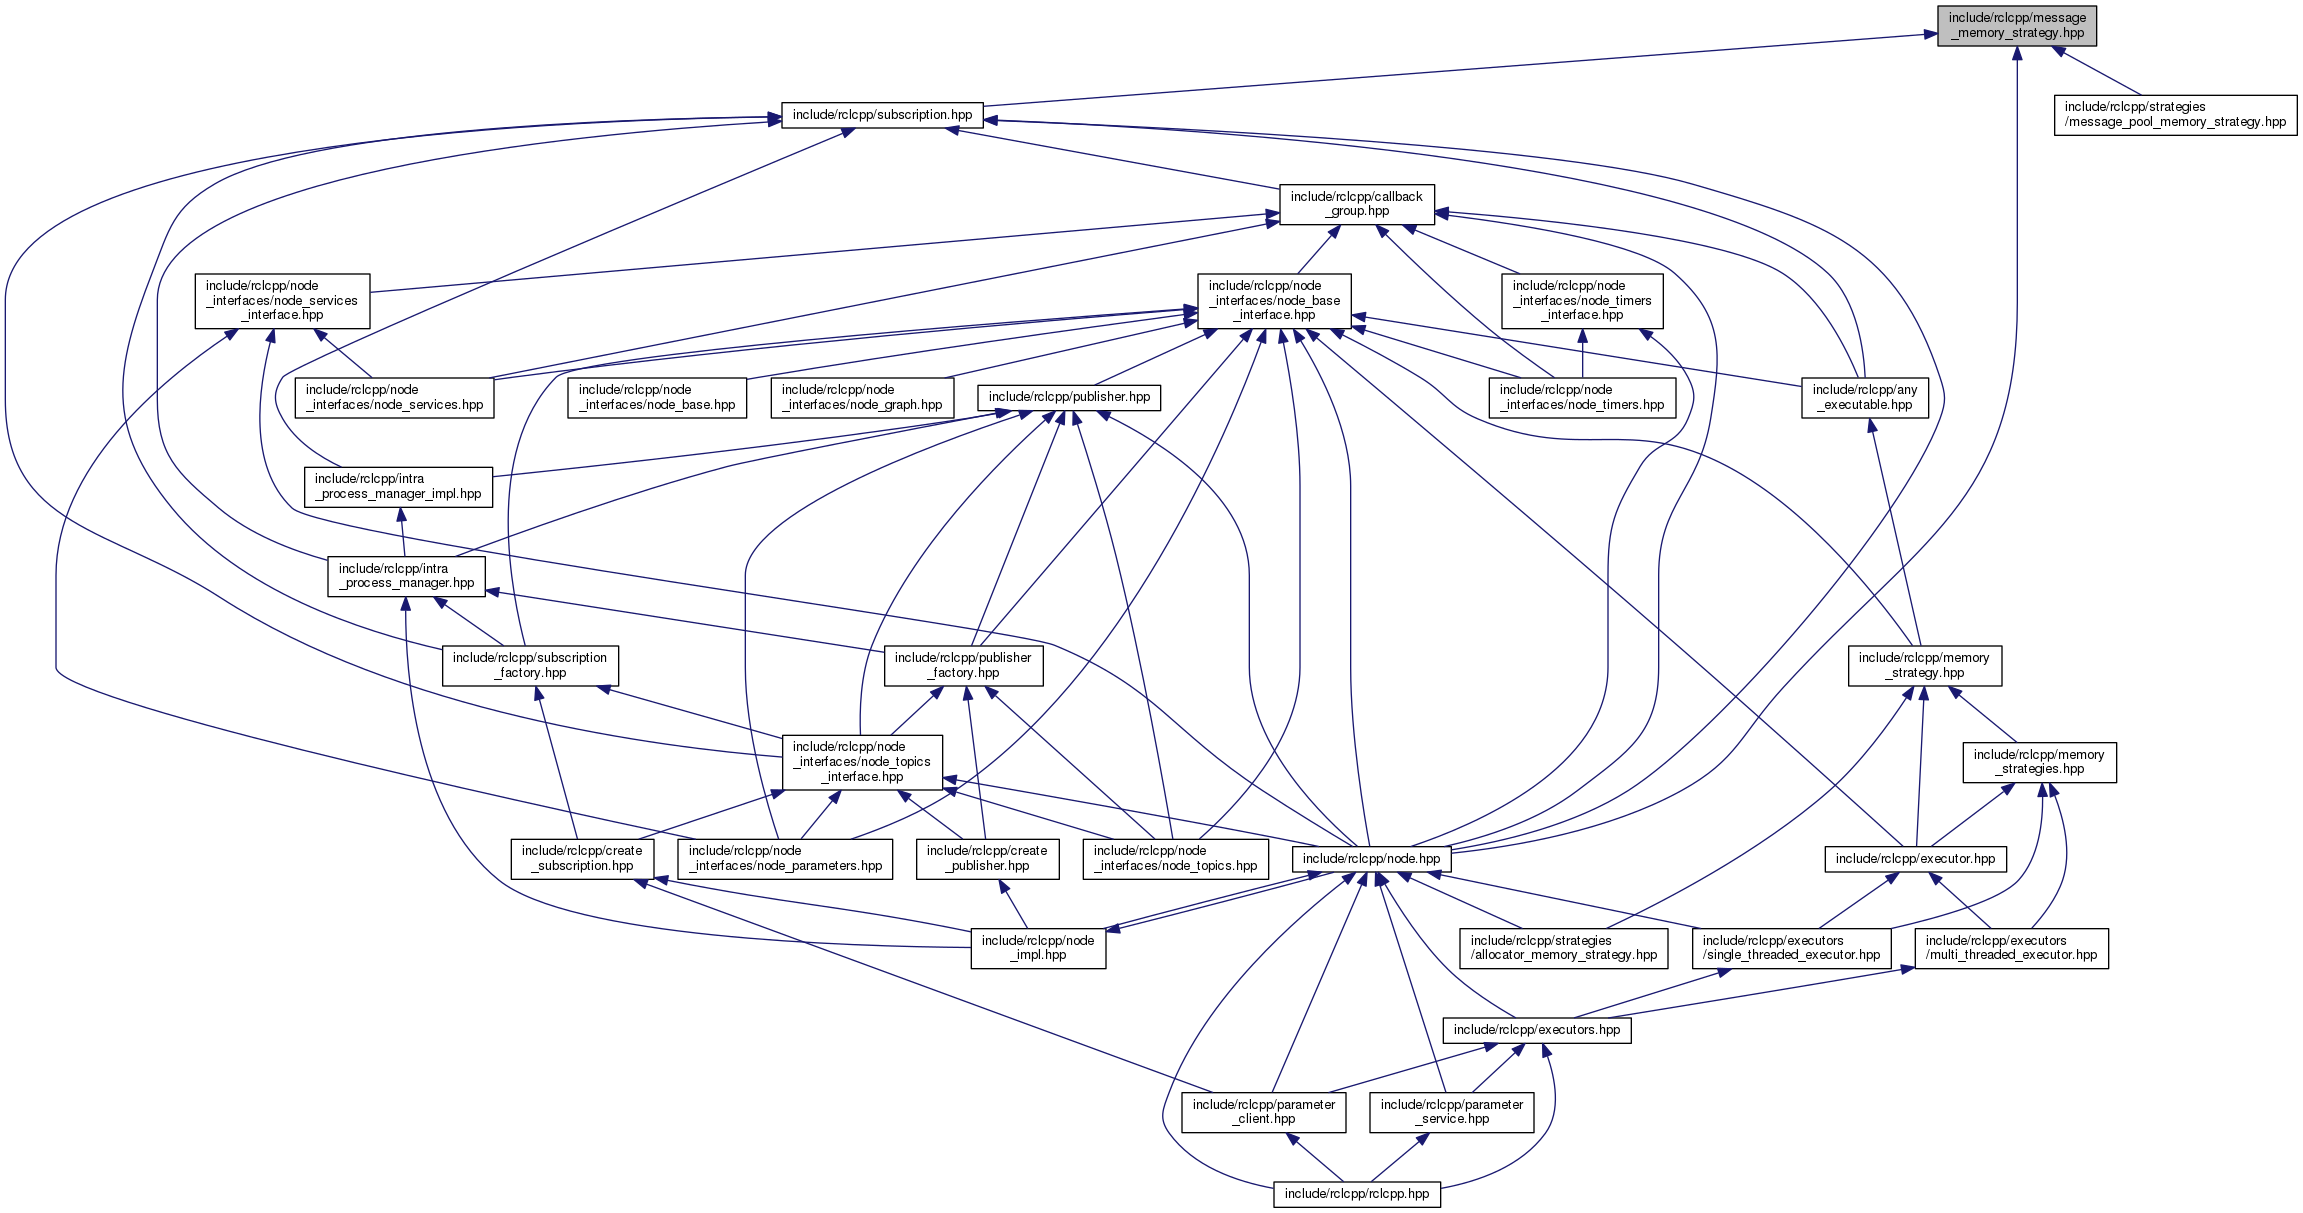 include/rclcpp/message
_memory_strategy.hpp
include/rclcpp/subscription.hpp
include/rclcpp/strategies
/message_pool_memory_strategy.hpp
include/rclcpp/callback
_group.hpp
include/rclcpp/node
_interfaces/node_services
_interface.hpp
include/rclcpp/node
_interfaces/node_base
_interface.hpp
include/rclcpp/node
_interfaces/node_timers
_interface.hpp
include/rclcpp/node
_interfaces/node_services.hpp
include/rclcpp/node
_interfaces/node_base.hpp
include/rclcpp/node
_interfaces/node_graph.hpp
include/rclcpp/publisher.hpp
include/rclcpp/node
_interfaces/node_timers.hpp
include/rclcpp/any
_executable.hpp
include/rclcpp/intra
_process_manager_impl.hpp
include/rclcpp/intra
_process_manager.hpp
include/rclcpp/subscription
_factory.hpp
include/rclcpp/publisher
_factory.hpp
include/rclcpp/memory
_strategy.hpp
include/rclcpp/node
_interfaces/node_topics
_interface.hpp
include/rclcpp/memory
_strategies.hpp
include/rclcpp/create
_subscription.hpp
include/rclcpp/node
_interfaces/node_parameters.hpp
include/rclcpp/create
_publisher.hpp
include/rclcpp/node
_interfaces/node_topics.hpp
include/rclcpp/node.hpp
include/rclcpp/executor.hpp
include/rclcpp/node
_impl.hpp
include/rclcpp/strategies
/allocator_memory_strategy.hpp
include/rclcpp/executors
/single_threaded_executor.hpp
include/rclcpp/executors
/multi_threaded_executor.hpp
include/rclcpp/executors.hpp
include/rclcpp/parameter
_client.hpp
include/rclcpp/parameter
_service.hpp
include/rclcpp/rclcpp.hpp